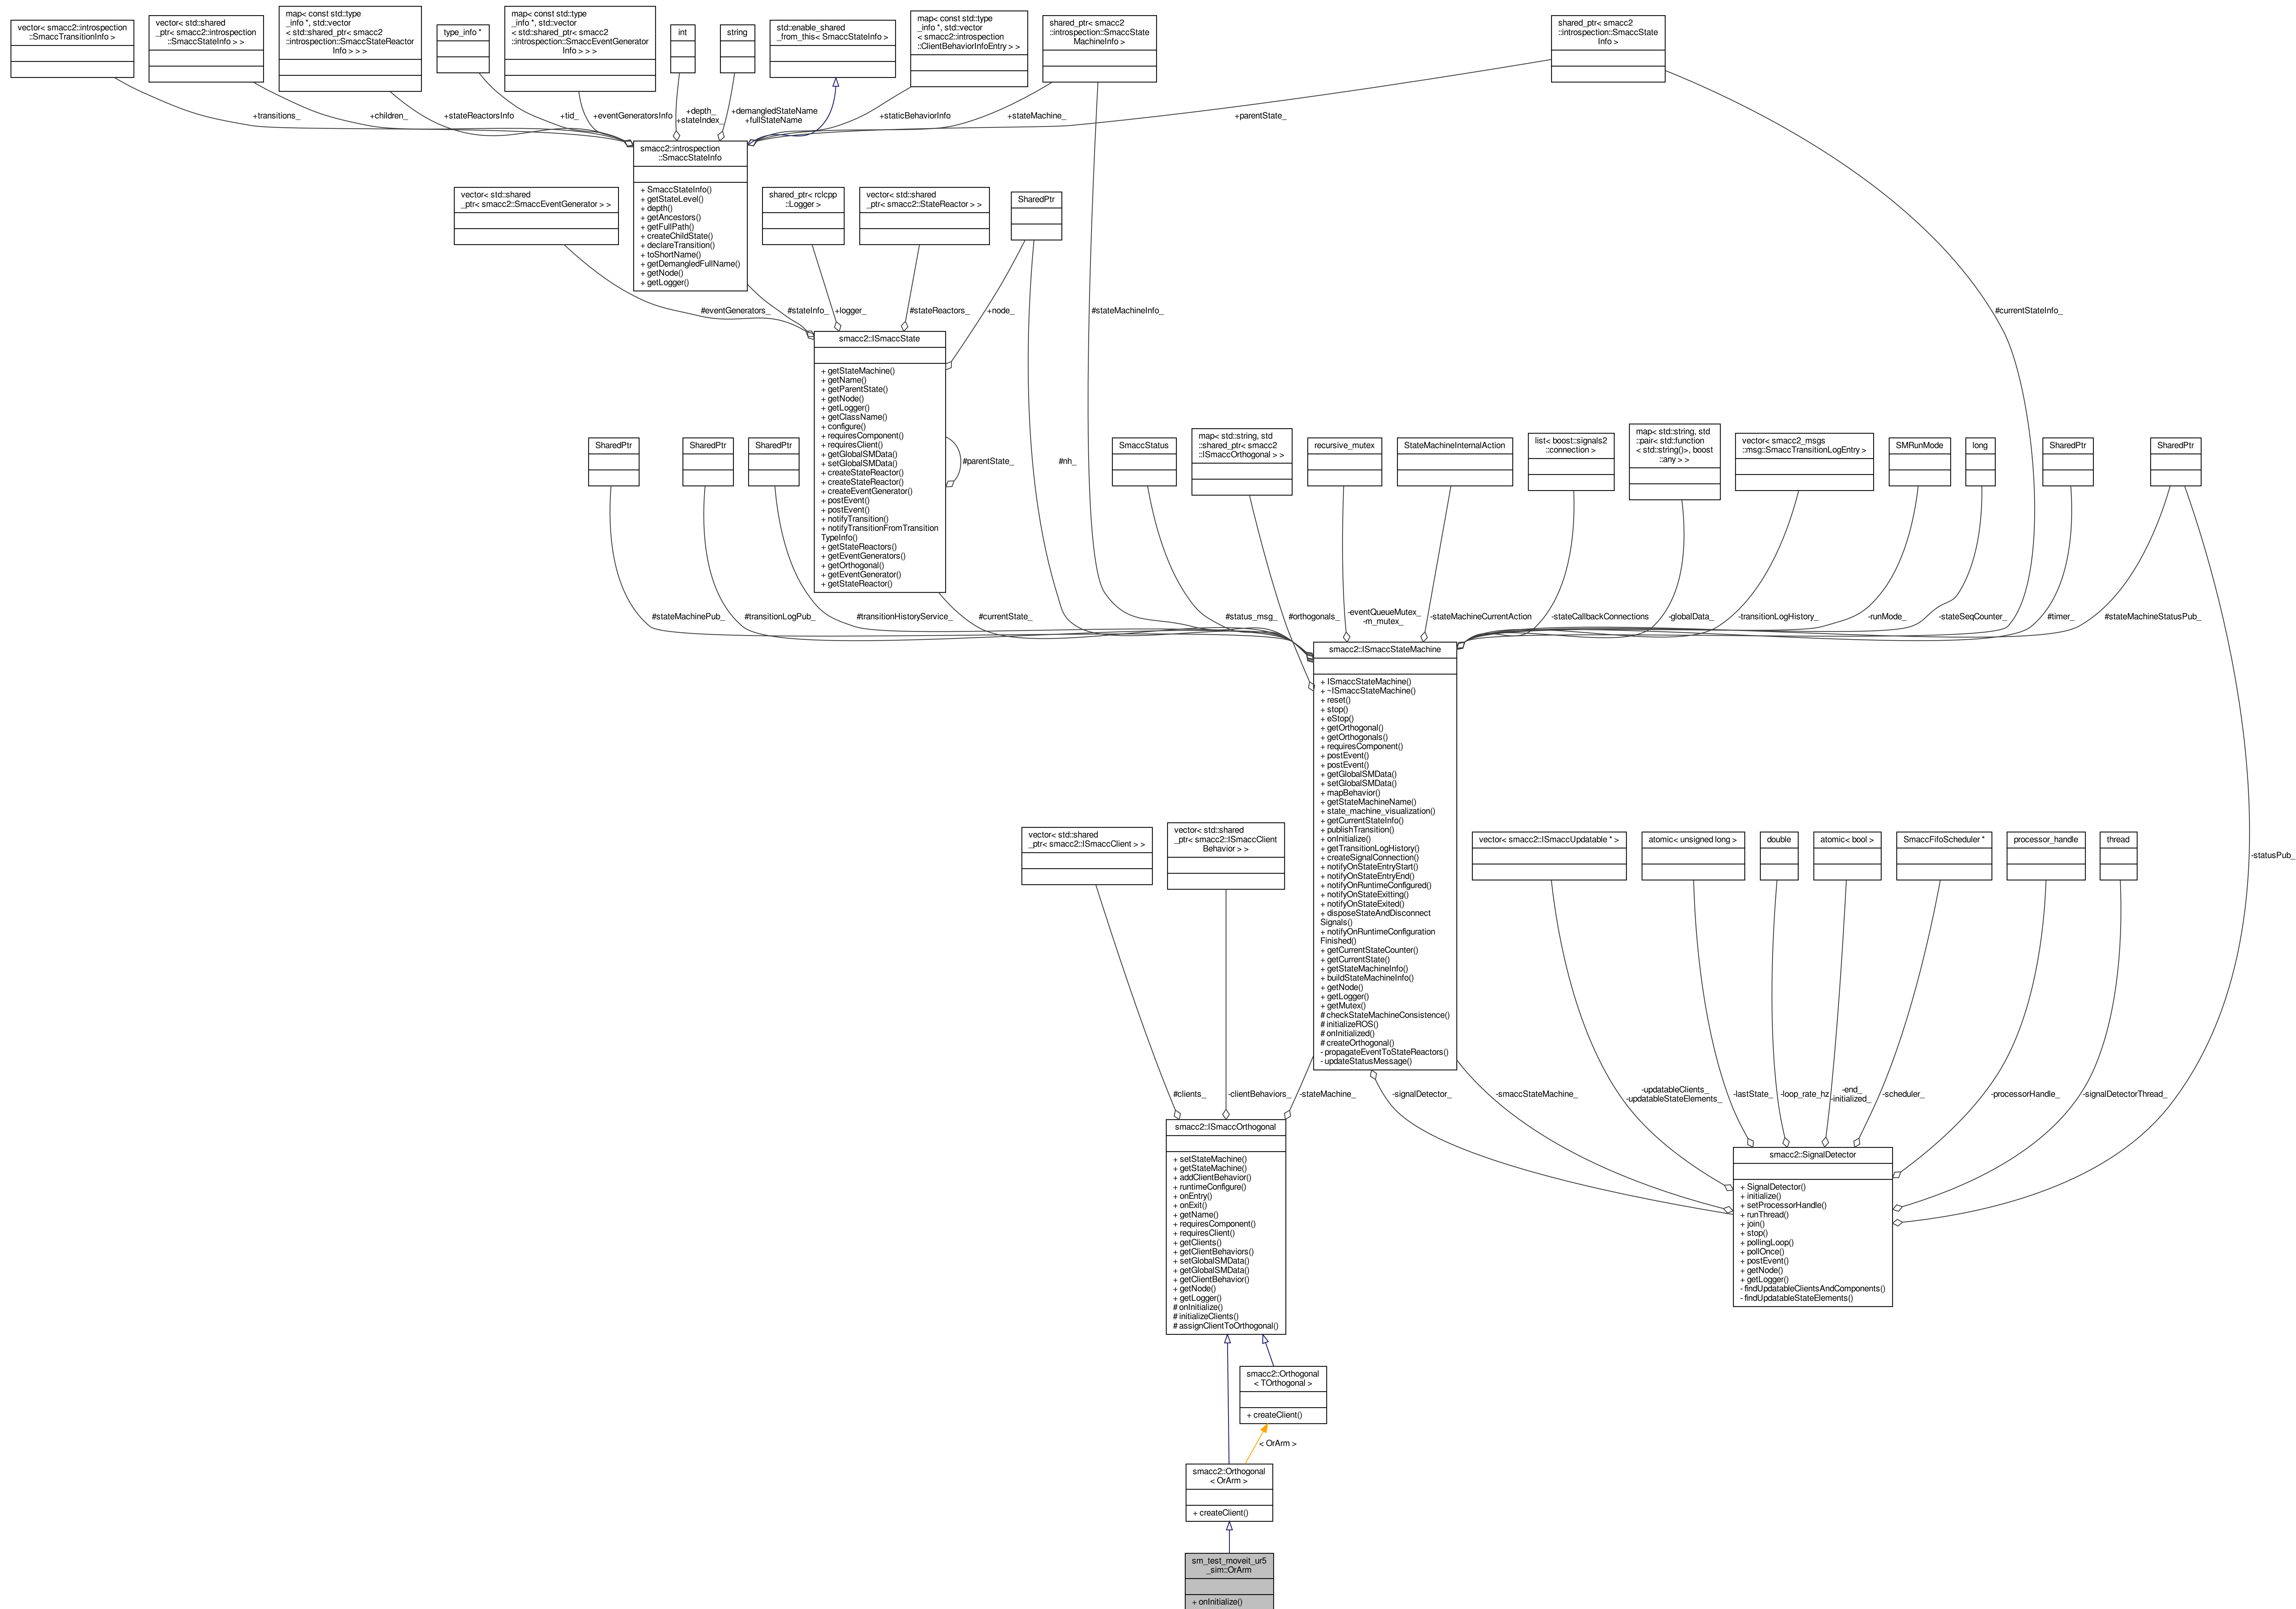 vector< smacc2::introspection
::SmaccTransitionInfo >
vector< std::shared
_ptr< smacc2::introspection
::SmaccStateInfo > >
map< const std::type
_info *, std::vector
< std::shared_ptr< smacc2
::introspection::SmaccStateReactor
Info > > >
type_info *
map< const std::type
_info *, std::vector
< std::shared_ptr< smacc2
::introspection::SmaccEventGenerator
Info > > >
int
string
std::enable_shared
_from_this< SmaccStateInfo >
map< const std::type
_info *, std::vector
< smacc2::introspection
::ClientBehaviorInfoEntry > >
shared_ptr< smacc2
::introspection::SmaccState
MachineInfo >
shared_ptr< smacc2
::introspection::SmaccState
Info >
+transitions_
+children_
+stateReactorsInfo
+tid_
+eventGeneratorsInfo
+depth_
+stateIndex_
+demangledStateName
+fullStateName
+staticBehaviorInfo
+stateMachine_
+parentState_
smacc2::introspection
::SmaccStateInfo
+ SmaccStateInfo()
+ getStateLevel()
+ depth()
+ getAncestors()
+ getFullPath()
+ createChildState()
+ declareTransition()
+ toShortName()
+ getDemangledFullName()
+ getNode()
+ getLogger()
vector< std::shared
_ptr< smacc2::SmaccEventGenerator > >
shared_ptr< rclcpp
::Logger >
vector< std::shared
_ptr< smacc2::StateReactor > >
SharedPtr
#eventGenerators_
#stateInfo_
+logger_
#stateReactors_
+node_
#stateMachineInfo_
#currentStateInfo_
smacc2::ISmaccState
+ getStateMachine()
+ getName()
+ getParentState()
+ getNode()
+ getLogger()
+ getClassName()
+ configure()
+ requiresComponent()
+ requiresClient()
+ getGlobalSMData()
+ setGlobalSMData()
+ createStateReactor()
+ createStateReactor()
+ createEventGenerator()
+ postEvent()
+ postEvent()
+ notifyTransition()
+ notifyTransitionFromTransition
TypeInfo()
+ getStateReactors()
+ getEventGenerators()
+ getOrthogonal()
+ getEventGenerator()
+ getStateReactor()
#parentState_
#nh_
SharedPtr
SharedPtr
SharedPtr
SmaccStatus
map< std::string, std
::shared_ptr< smacc2
::ISmaccOrthogonal > >
recursive_mutex
StateMachineInternalAction
list< boost::signals2
::connection >
map< std::string, std
::pair< std::function
< std::string()>, boost
::any > >
vector< smacc2_msgs
::msg::SmaccTransitionLogEntry >
SMRunMode
long
SharedPtr
SharedPtr
#stateMachinePub_
#transitionLogPub_
#transitionHistoryService_
#currentState_
#status_msg_
#orthogonals_
-eventQueueMutex_
-m_mutex_
-stateMachineCurrentAction
-stateCallbackConnections
-globalData_
-transitionLogHistory_
-runMode_
-stateSeqCounter_
#timer_
#stateMachineStatusPub_
smacc2::ISmaccStateMachine
+ ISmaccStateMachine()
+ ~ISmaccStateMachine()
+ reset()
+ stop()
+ eStop()
+ getOrthogonal()
+ getOrthogonals()
+ requiresComponent()
+ postEvent()
+ postEvent()
+ getGlobalSMData()
+ setGlobalSMData()
+ mapBehavior()
+ getStateMachineName()
+ state_machine_visualization()
+ getCurrentStateInfo()
+ publishTransition()
+ onInitialize()
+ getTransitionLogHistory()
+ createSignalConnection()
+ notifyOnStateEntryStart()
+ notifyOnStateEntryEnd()
+ notifyOnRuntimeConfigured()
+ notifyOnStateExitting()
+ notifyOnStateExited()
+ disposeStateAndDisconnect
Signals()
+ notifyOnRuntimeConfiguration
Finished()
+ getCurrentStateCounter()
+ getCurrentState()
+ getStateMachineInfo()
+ buildStateMachineInfo()
+ getNode()
+ getLogger()
+ getMutex()
# checkStateMachineConsistence()
# initializeROS()
# onInitialized()
# createOrthogonal()
- propagateEventToStateReactors()
- updateStatusMessage()
vector< std::shared
_ptr< smacc2::ISmaccClient > >
vector< std::shared
_ptr< smacc2::ISmaccClient
Behavior > >
vector< smacc2::ISmaccUpdatable * >
atomic< unsigned long >
double
atomic< bool >
SmaccFifoScheduler *
processor_handle
thread
-statusPub_
#clients_
-clientBehaviors_
-stateMachine_
-signalDetector_
-smaccStateMachine_
-updatableClients_
-updatableStateElements_
-lastState_
-loop_rate_hz
-end_
-initialized_
-scheduler_
-processorHandle_
-signalDetectorThread_
smacc2::ISmaccOrthogonal
+ setStateMachine()
+ getStateMachine()
+ addClientBehavior()
+ runtimeConfigure()
+ onEntry()
+ onExit()
+ getName()
+ requiresComponent()
+ requiresClient()
+ getClients()
+ getClientBehaviors()
+ setGlobalSMData()
+ getGlobalSMData()
+ getClientBehavior()
+ getNode()
+ getLogger()
# onInitialize()
# initializeClients()
# assignClientToOrthogonal()
smacc2::SignalDetector
+ SignalDetector()
+ initialize()
+ setProcessorHandle()
+ runThread()
+ join()
+ stop()
+ pollingLoop()
+ pollOnce()
+ postEvent()
+ getNode()
+ getLogger()
- findUpdatableClientsAndComponents()
- findUpdatableStateElements()
smacc2::Orthogonal
< TOrthogonal >
+ createClient()
< OrArm >
smacc2::Orthogonal
< OrArm >
+ createClient()
sm_test_moveit_ur5
_sim::OrArm
+ onInitialize()